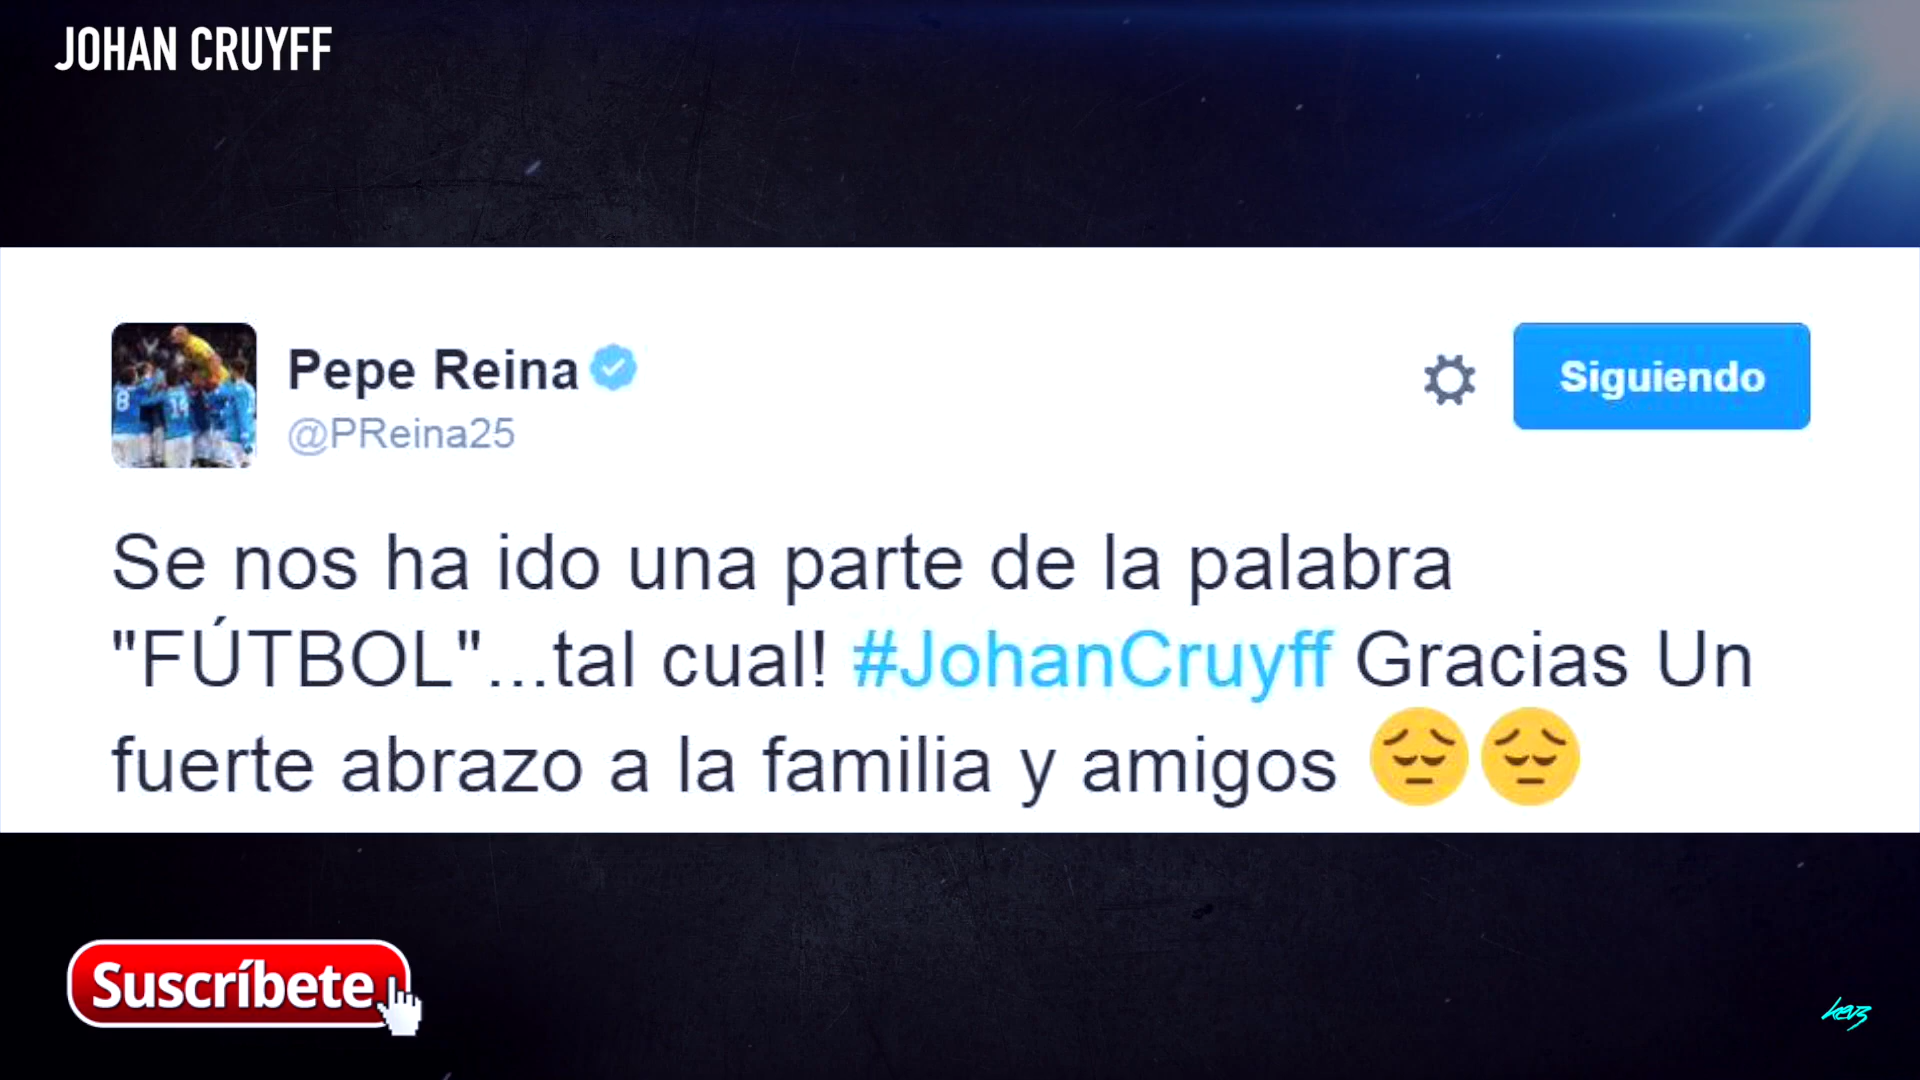 JOHAN CRUYFF
Pepe Reina
@PReina25
Siguiendo
Se nos ha ido una parte de la palabra
"FÚTBOL"...tal cual! #JohanCruyff Gracias Un
fuerte abrazo a la familia y amigos 😔😔
Suscríbete